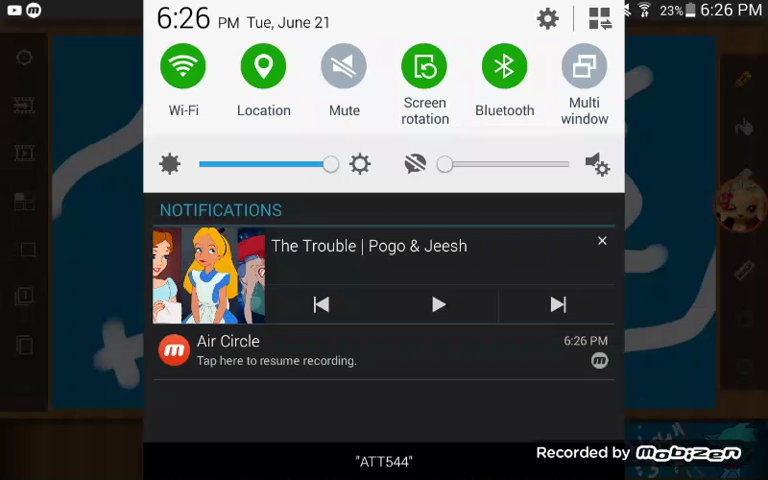 6:26 PM Tue, June 21
23% 6:26 PM
Wi-Fi
Location
Mute
Screen rotation
Bluetooth
Multi window
NOTIFICATIONS
The Trouble | Pogo & Jeesh
Air Circle
6:26 PM
Tap here to resume recording.
"ATT544"
Recorded by Mobizen